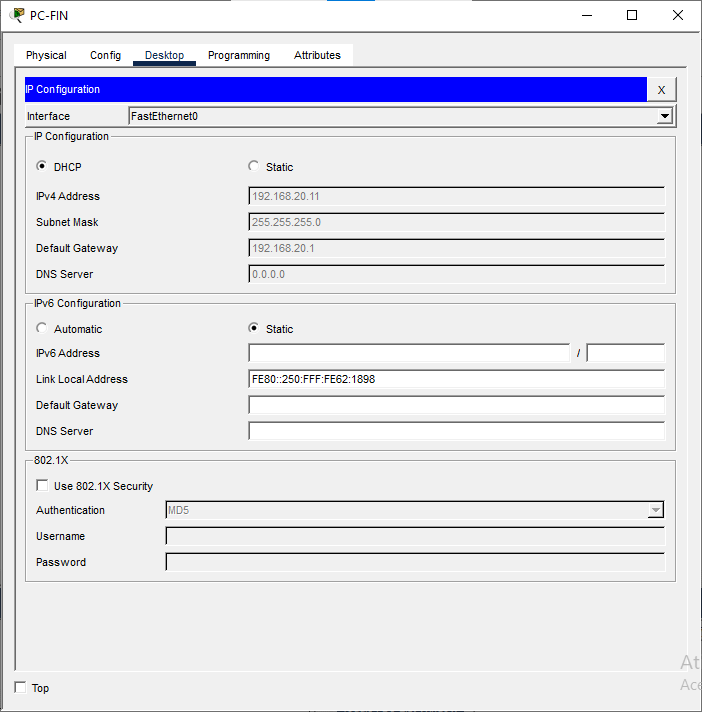 PC-FIN
Physical Config Desktop Programming Attributes
IP Configuration X
Interface FastEthernet0
IP Configuration
DHCP Static
IPv4 Address 192.168.20.11
Subnet Mask 255.255.255.0
Default Gateway 192.168.20.1
DNS Server 0.0.0.0
IPv6 Configuration
Automatic Static
IPv6 Address /
Link Local Address FE80::250:FFF:FE62:1898
Default Gateway
DNS Server
802.1X
Use 802.1X Security
Authentication MD5
Username
Password
Top